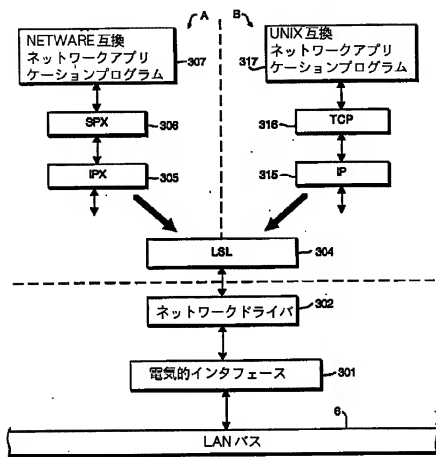 A
B
NETWARE互換
ネットワークアプリ
ケーションプログラム
307
UNIX互換
ネットワークアプリ
ケーションプログラム
317
SPX
306
TCP
316
IPX
305
IP
315
LSL
304
ネットワークドライバ
302
電気的インタフェース
301
6
LANバス